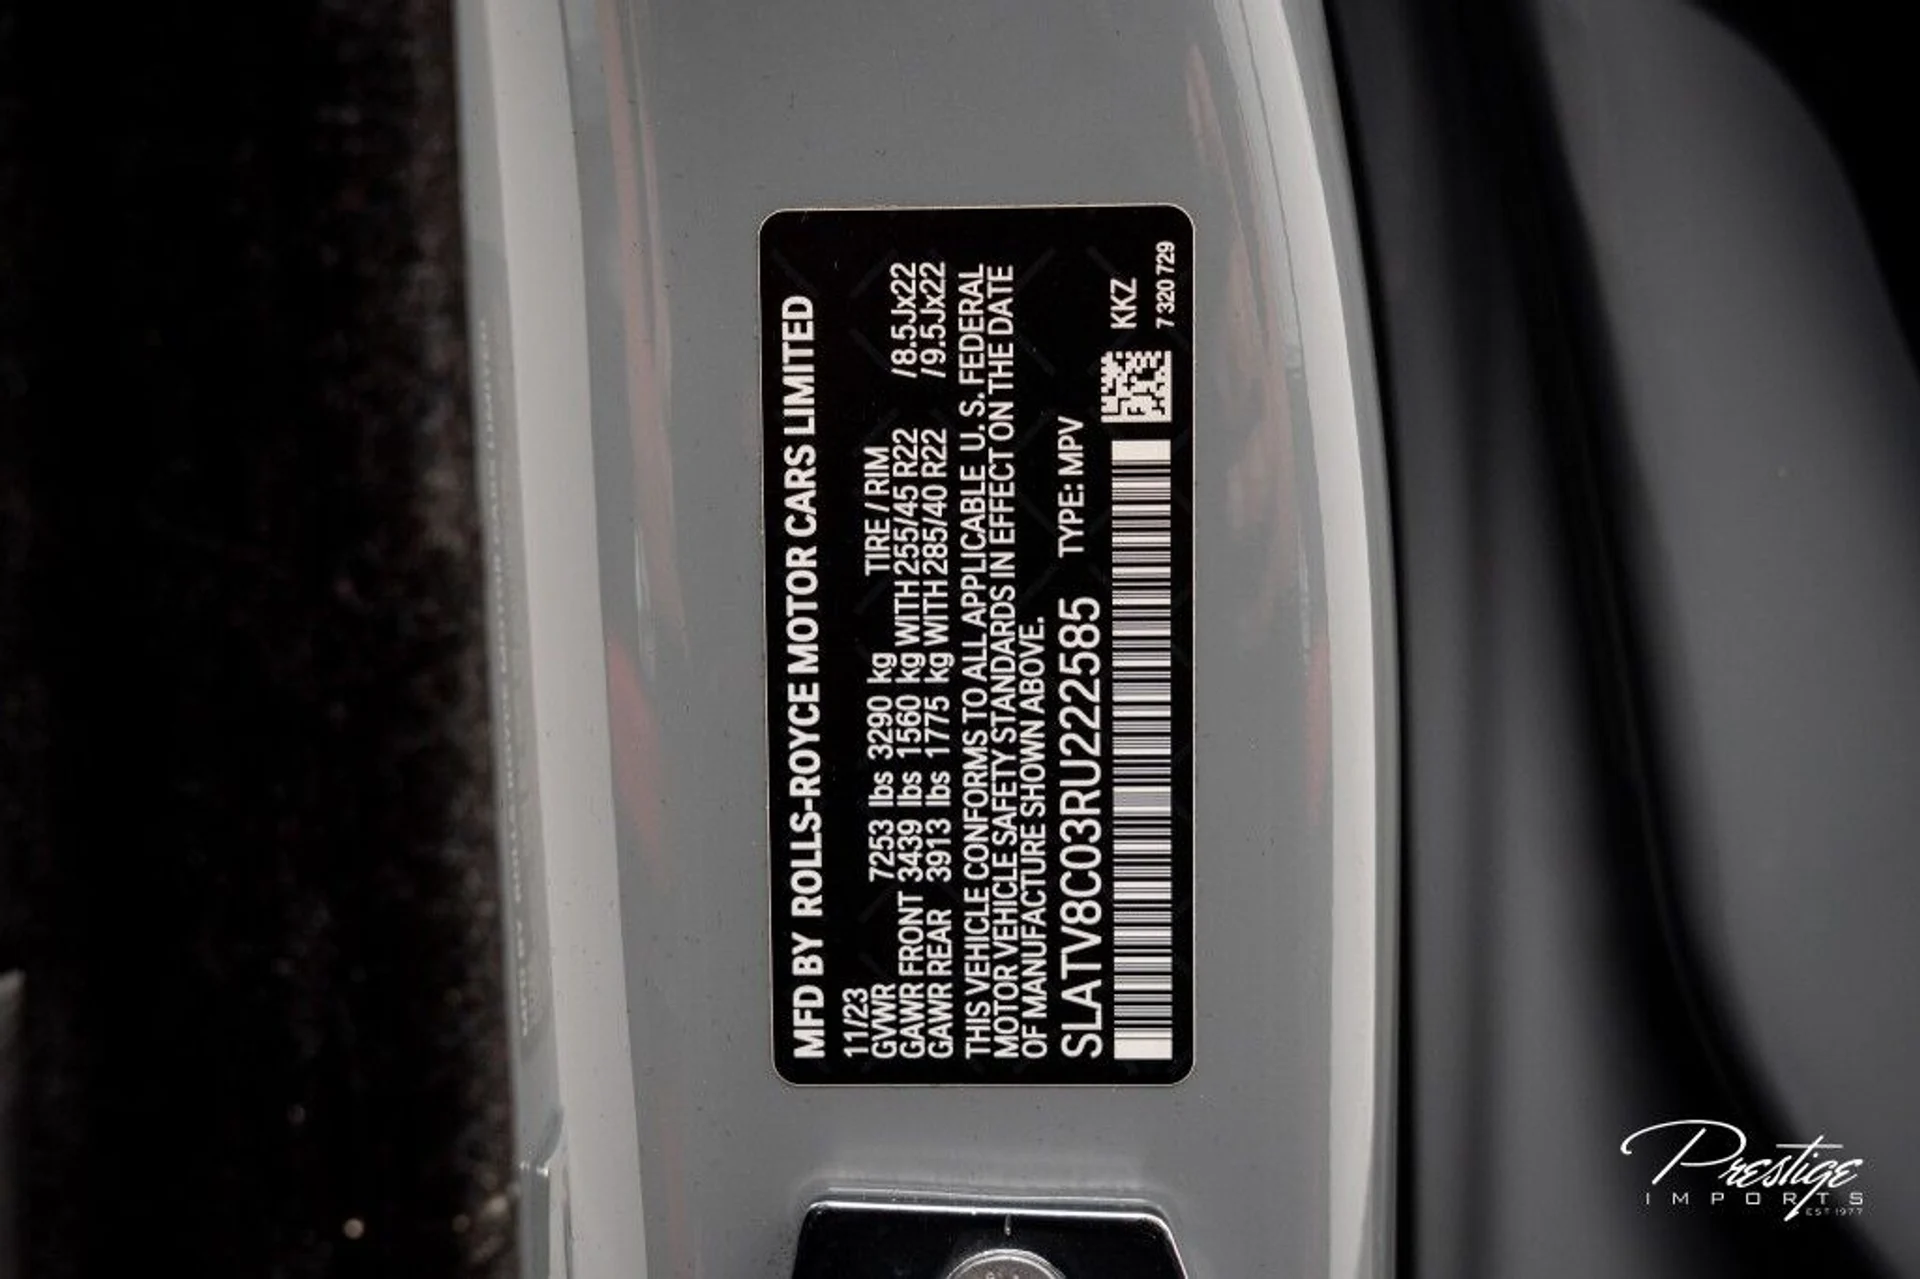 MFD BY ROLLS-ROYCE MOTOR CARS LIMITED
11/23
GVWR 7253 lbs 3290 kg TIRE / RIM
GAWR FRONT 3439 lbs 1560 kg WITH 255/45 R22 / 8.5Jx22
GAWR REAR 3913 lbs 1775 kg WITH 285/40 R22 / 9.5Jx22
THIS VEHICLE CONFORMS TO ALL APPLICABLE U. S. FEDERAL
MOTOR VEHICLE SAFETY STANDARDS IN EFFECT ON THE DATE
OF MANUFACTURE SHOWN ABOVE.
SLATV8C03RU222585 TYPE: MPV
KKZ
7 320 729
Prestige
IMPORTS
EST 1977